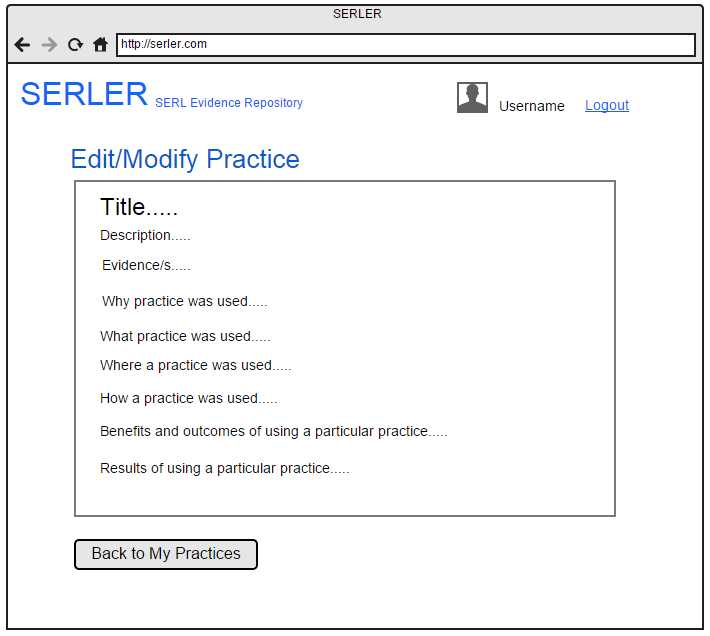 SERLER
http://serler.com
SERLER SERL Evidence Repository
Username Logout
Edit/Modify Practice
Title.....
Description.....
Evidence/s.....
Why practice was used.....
What practice was used.....
Where a practice was used.....
How a practice was used.....
Benefits and outcomes of using a particular practice.....
Results of using a particular practice.....
Back to My Practices